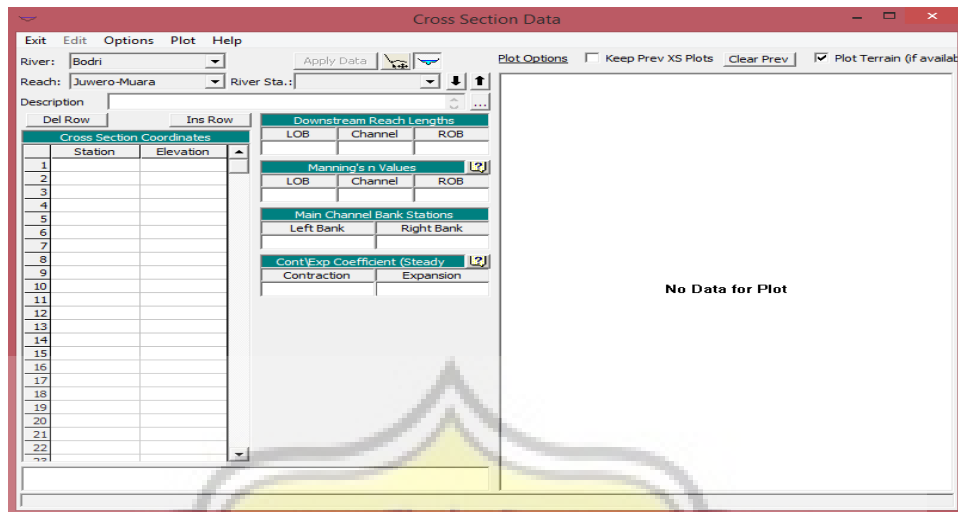 Cross Section Data
Exit Edit Options Plot Help
River: Bodri Apply Data Plot Options Keep Prev XS Plots Clear Prev Plot Terrain (if availab
Reach: Juwero-Muara River Sta.:
Description ...
Del Row Ins Row
Cross Section Coordinates
Station Elevation
1
2
3
4
5
6
7
8
9
10
11
12
13
14
15
16
17
18
19
20
21
22
23
Downstream Reach Lengths
LOB Channel ROB
Manning's n Values
LOB Channel ROB
Main Channel Bank Stations
Left Bank Right Bank
Cont\Exp Coefficient (Steady
Contraction Expansion
No Data for Plot